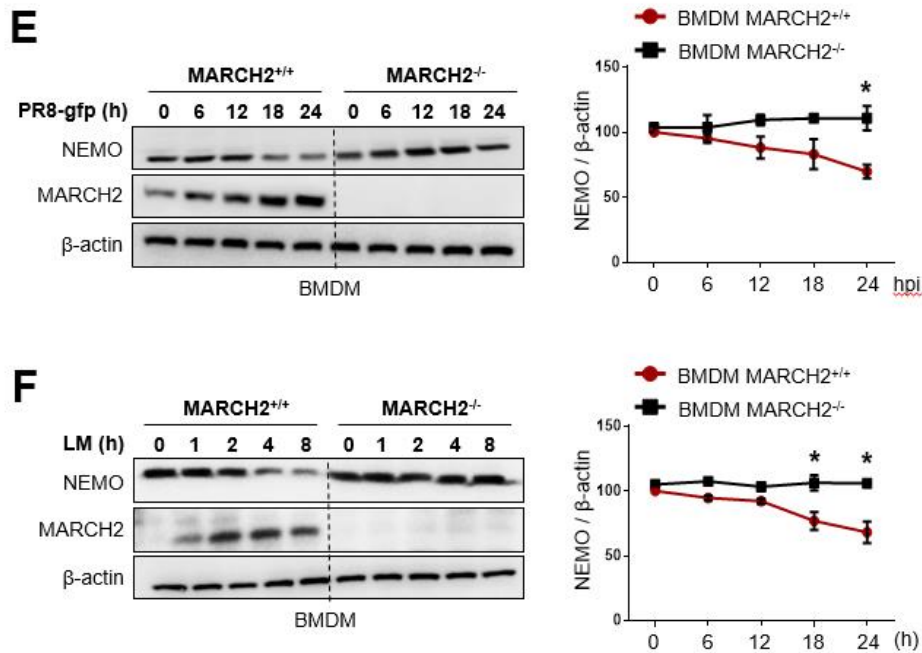 E
MARCH2+/+ MARCH2-/-
PR8-gfp (h) 0 6 12 18 24 0 6 12 18 24
NEMO
MARCH2
β-actin
BMDM
BMDM MARCH2+/+
BMDM MARCH2-/-
150
*
100
50
0
NEMO / β-actin
0 6 12 18 24 hpi
F
MARCH2+/+ MARCH2-/-
LM (h) 0 1 2 4 8 0 1 2 4 8
NEMO
MARCH2
β-actin
BMDM
BMDM MARCH2+/+
BMDM MARCH2-/-
150
* *
100
50
0
NEMO / β-actin
0 6 12 18 24 (h)